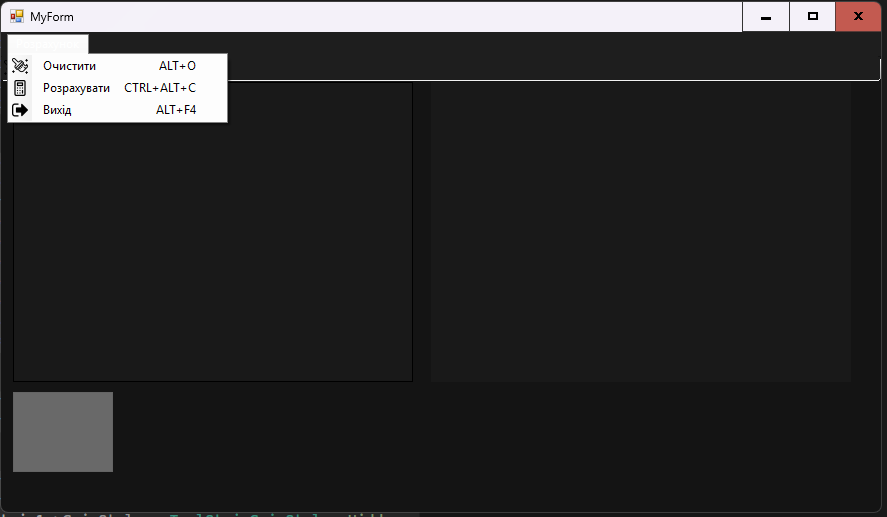 MyForm
Очистити ALT+O
Розрахувати CTRL+ALT+C
Вихід ALT+F4